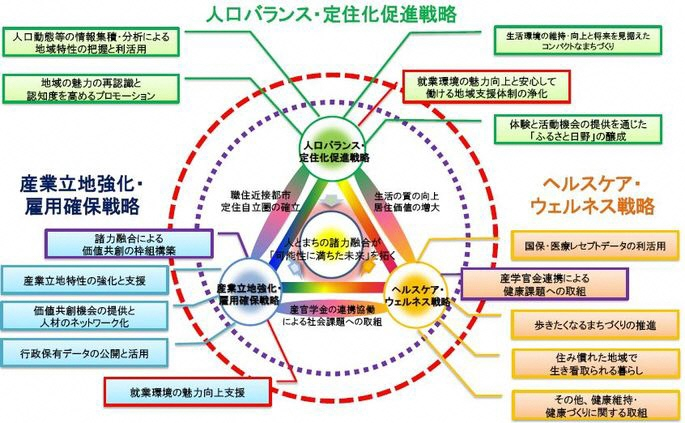 人口バランス・定住化促進戦略
人口動態等の情報集積・分析による
地域特性の把握と利活用
地域の魅力の再認識と
認知度を高めるプロモーション
生活環境の維持・向上と将来を見据えた
コンパクトなまちづくり
就業環境の魅力向上と安心して
働ける地域支援体制の浄化
体験と活動機会の提供を通じた
「ふるさと日野」の醸成
人口バランス・
定住化促進戦略
産業立地強化・
雇用確保戦略
職住近接都市
定住自立圏の確立
生活の質の向上
居住価値の増大
ヘルスケア・
ウェルネス戦略
諸力融合による
価値共創の枠組構築
産業立地特性の強化と支援
価値共創機会の提供と
人材のネットワーク化
行政保有データの公開と活用
就業環境の魅力向上支援
人とまちの諸力融合が
「可能性に満ちた未来」を拓く
産業立地強化・
雇用確保戦略
ヘルスケア・
ウェルネス戦略
産官学金の連携協働
による社会課題への取組
国保・医療レセプトデータの利活用
産学官金連携による
健康課題への取組
歩きたくなるまちづくりの推進
住み慣れた地域で
生き看取られる暮らし
その他、健康維持・
健康づくりに関する取組